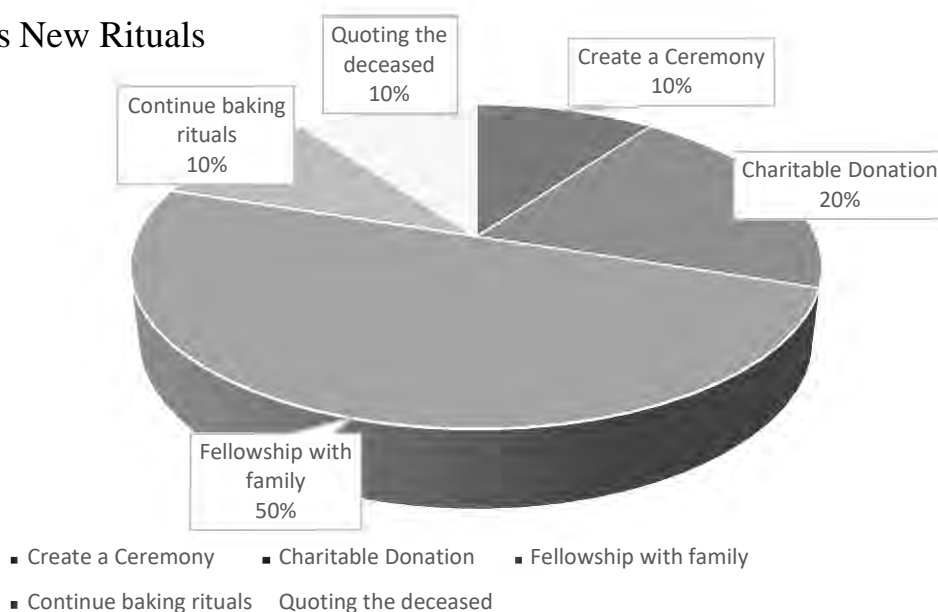 s New Rituals
Quoting the
deceased
10%
Create a Ceremony
10%
Continue baking
rituals
10%
Charitable Donation
20%
Fellowship with
family
50%
Create a Ceremony Charitable Donation Fellowship with family
Continue baking rituals Quoting the deceased